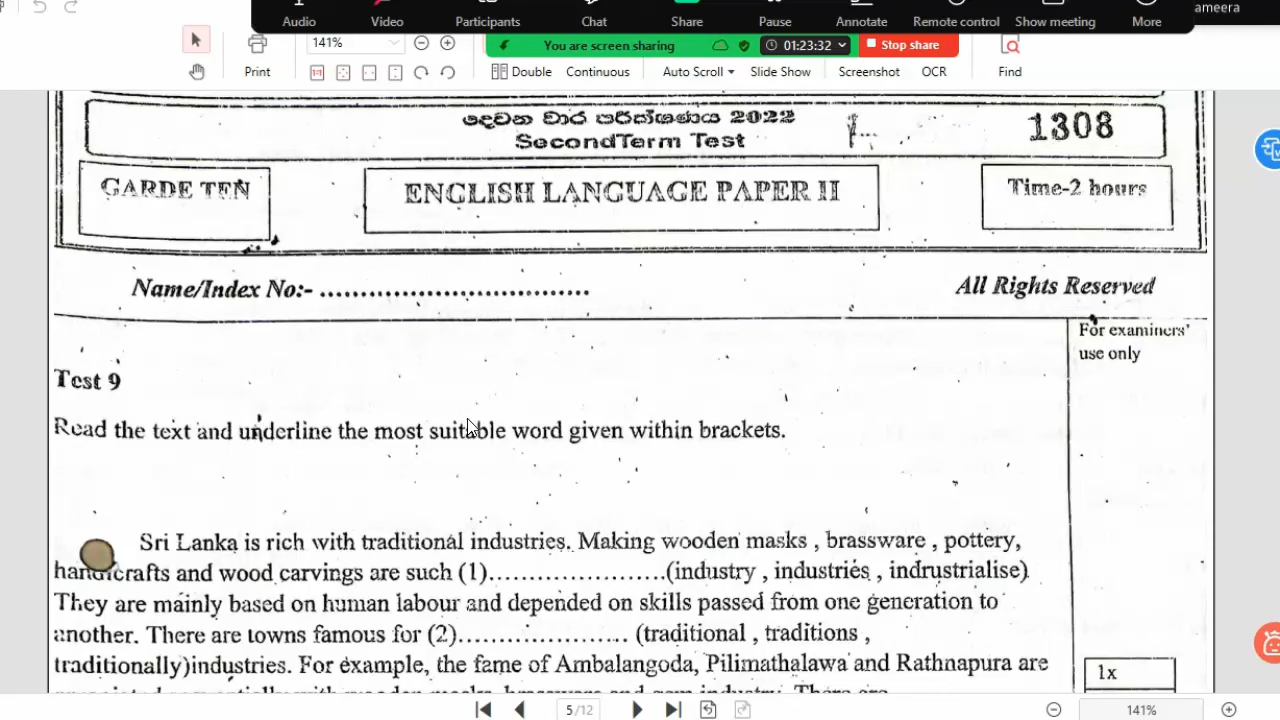 ameera
Audio Video Participants Chat Share Pause Annotate Remote control Show meeting More
141%
You are screen sharing 01:23:32 Stop share
Print Double Continuous Auto Scroll Slide Show Screenshot OCR Find
දෙවන වාර පරීක්ෂණය 2022
SecondTerm Test
1308
GARDE TEN
ENGLISH LANGUAGE PAPER II
Time-2 hours
Name/Index No:- ................................
All Rights Reserved
For examiners'
use only
Test 9
Read the text and underline the most suitable word given within brackets.
Sri Lanka is rich with traditional industries. Making wooden masks , brassware , pottery,
handicrafts and wood carvings are such (1)......................(industry , industries , indrustrialise)
They are mainly based on human labour and depended on skills passed from one generation to
another. There are towns famous for (2)..................... (traditional , traditions ,
traditionally)industries. For example, the fame of Ambalangoda, Pilimathalawa and Rathnapura are
1x
5/12
141%